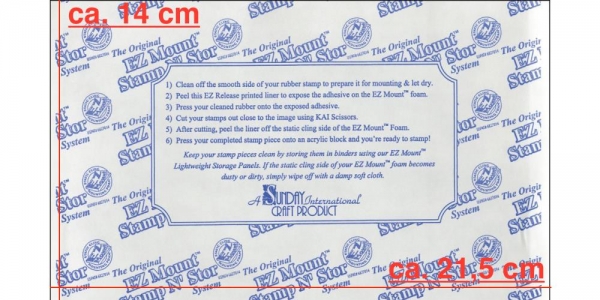 ca. 14 cm
The Original
EZ Mount™
Stamp N' Stor
System
1) Clean off the smooth side of your rubber stamp to prepare it for mounting & let dry.
2) Peel this EZ Release printed liner to expose the adhesive on the EZ Mount™ foam.
3) Press your cleaned rubber onto the exposed adhesive.
4) Cut your stamps out close to the image using KAI Scissors.
5) After cutting, peel the liner off the static cling side of the EZ Mount™ Foam.
6) Press your completed stamp piece onto an acrylic block and you're ready to stamp!
Keep your stamp pieces clean by storing them in binders using our EZ Mount™
Lightweight Storage Panels. If the static cling side of your EZ Mount™ foam becomes
dusty or dirty, simply wipe off with a damp soft cloth.
A SUNDAY International
CRAFT PRODUCT
ca. 21,5 cm